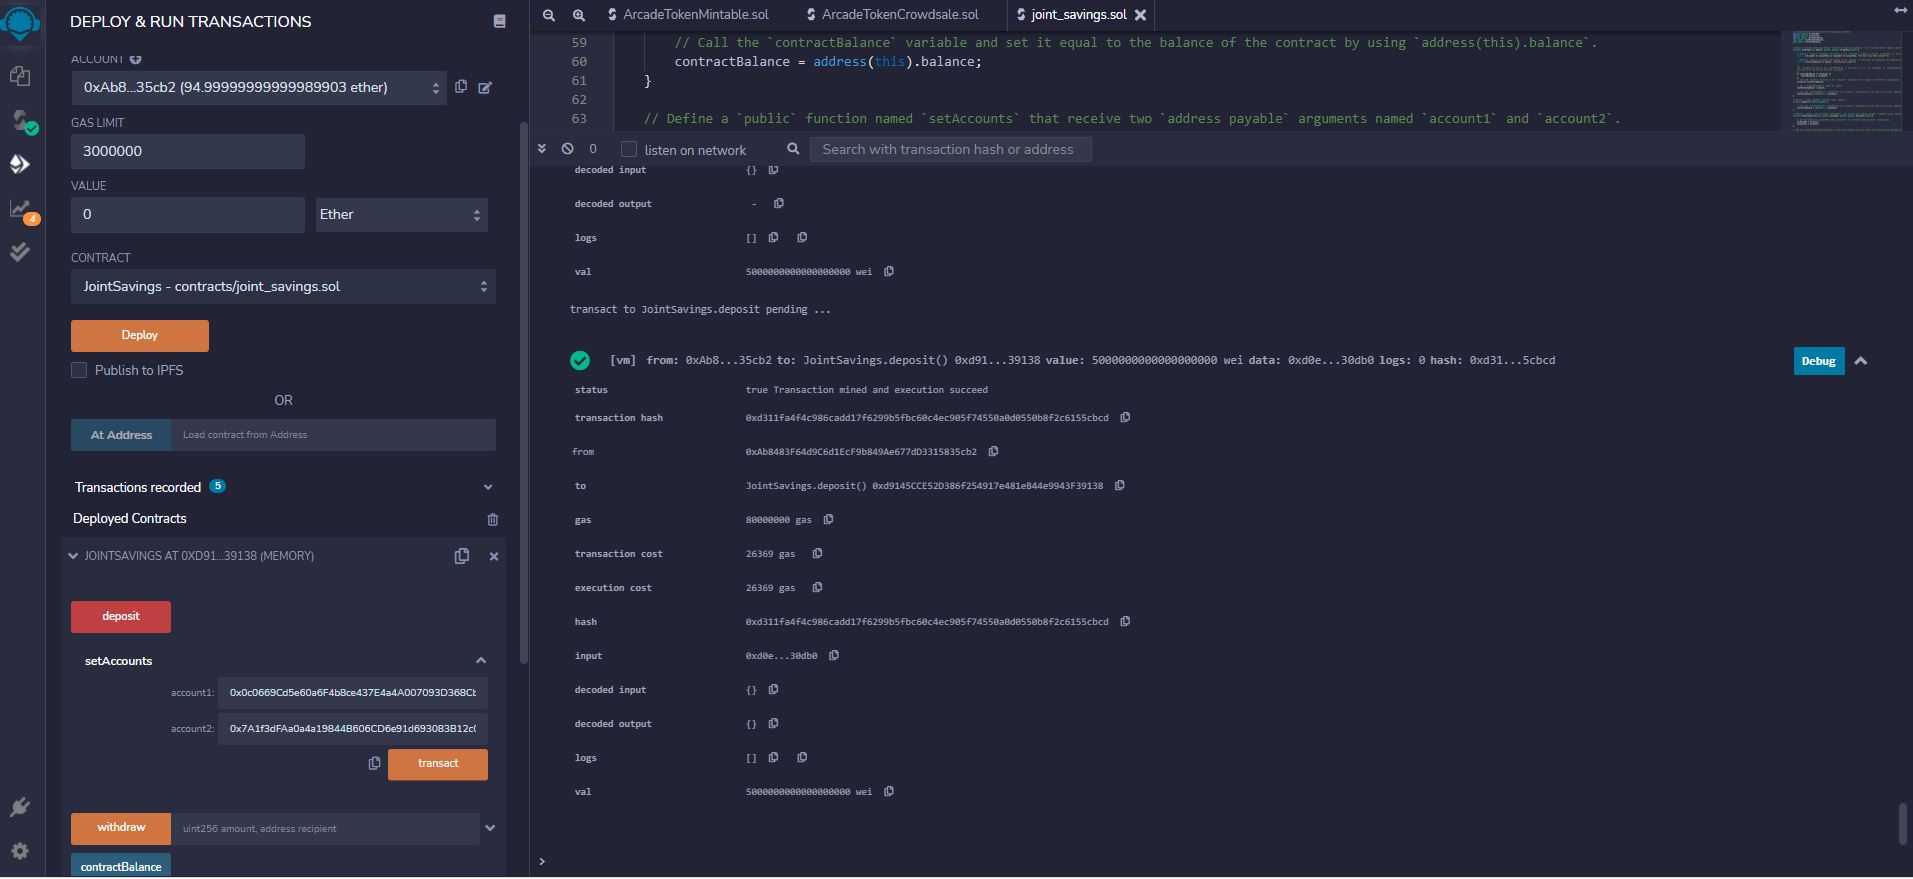 DEPLOY & RUN TRANSACTIONS
ACCOUNT
0xAb8...35cb2 (94.99999999999989903 ether)
GAS LIMIT
3000000
VALUE
0
Ether
CONTRACT
JointSavings - contracts/joint_savings.sol
Deploy
Publish to IPFS
OR
At Address
Load contract from Address
Transactions recorded 5
Deployed Contracts
JOINTSAVINGS AT 0XD91...39138 (MEMORY)
deposit
setAccounts
account1: 0x0c0669Cd5e60a6F4b8ce437E4a4A007093D368Cb
account2: 0x7A1f3dFAa0a4a19844B606CD6e91d693083B12c0
transact
withdraw
uint256 amount, address recipient
contractBalance
4
ArcadeTokenMintable.sol
ArcadeTokenCrowdsale.sol
joint_savings.sol
59 // Call the `contractBalance` variable and set it equal to the balance of the contract by using `address(this).balance`.
60 contractBalance = address(this).balance;
61 }
62
63 // Define a `public` function named `setAccounts` that receive two `address payable` arguments named `account1` and `account2`.
0
listen on network
Search with transaction hash or address
decoded input {}
decoded output -
logs []
val 5000000000000000000 wei
transact to JointSavings.deposit pending ...
[vm] from: 0xAb8...35cb2 to: JointSavings.deposit() 0xd91...39138 value: 5000000000000000000 wei data: 0xd0e...30db0 logs: 0 hash: 0xd31...5cbcd
Debug
status true Transaction mined and execution succeed
transaction hash 0xd311fa4f4c986cadd17f6299b5fbc60c4ec905f74550a0d0550b8f2c6155cbcd
from 0xAb8483F64d9C6d1EcF9b849Ae677dD3315835cb2
to JointSavings.deposit() 0xd9145CCE52D386f254917e481eB44e9943F39138
gas 80000000 gas
transaction cost 26369 gas
execution cost 26369 gas
hash 0xd311fa4f4c986cadd17f6299b5fbc60c4ec905f74550a0d0550b8f2c6155cbcd
input 0xd0e...30db0
decoded input {}
decoded output {}
logs []
val 5000000000000000000 wei
>